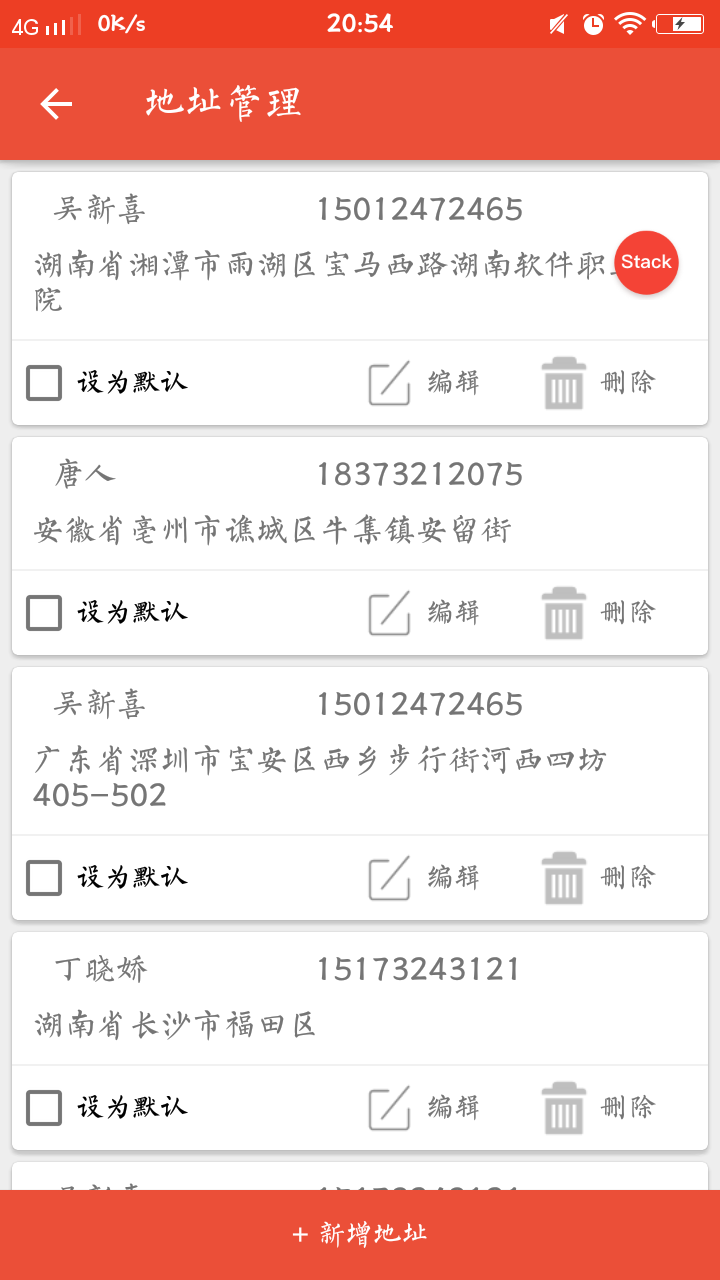 4G 0K/s 20:54
地址管理
吴新喜 15012472465
湖南省湘潭市雨湖区宝马西路湖南软件职
Stack
院
设为默认 编辑 删除
唐人 18373212075
安徽省亳州市谯城区牛集镇安留街
设为默认 编辑 删除
吴新喜 15012472465
广东省深圳市宝安区西乡步行街河西四坊
405-502
设为默认 编辑 删除
丁晓娇 15173243121
湖南省长沙市福田区
设为默认 编辑 删除
+ 新增地址